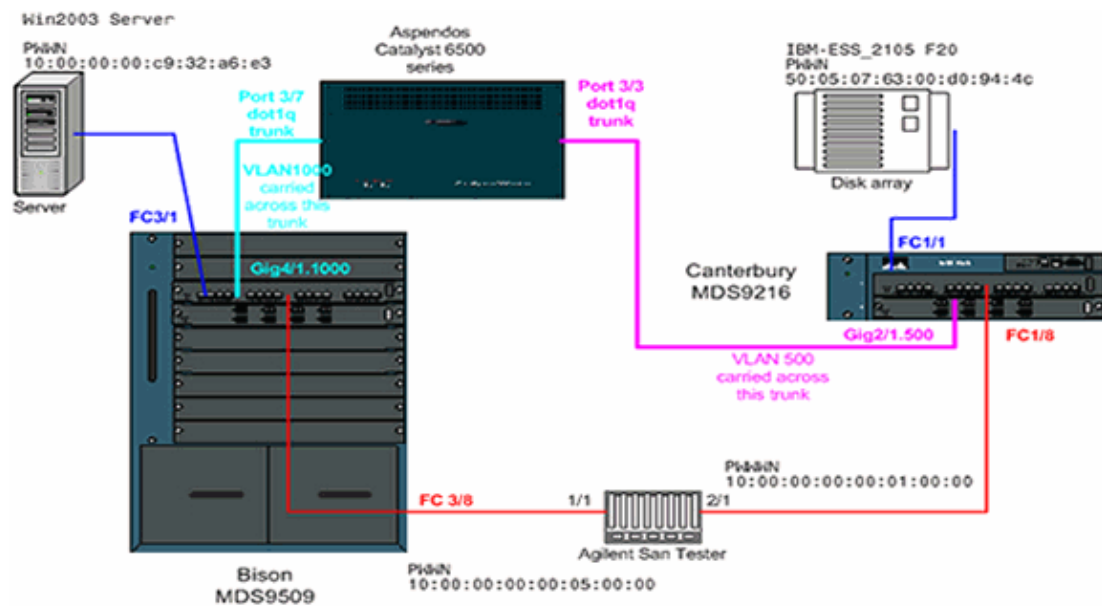 Win2003 Server
PWWN
10:00:00:00:c9:32:a6:e3
Server
Aspendos
Catalyst 6500
series
Port 3/7
dot1q
trunk
VLAN1000
carried
across this
trunk
Port 3/3
dot1q
trunk
IBM-ESS_2105 F20
PWWN
50:05:07:63:00:d0:94:4c
Disk array
FC3/1
Gig4/1.1000
FC1/1
Canterbury
MDS9216
Gig2/1.500
FC1/8
VLAN 500
carried across
this trunk
PWWN
10:00:00:00:00:01:00:00
FC 3/8
1/1
2/1
Agilent San Tester
Bison
MDS9509
PWWN
10:00:00:00:00:05:00:00